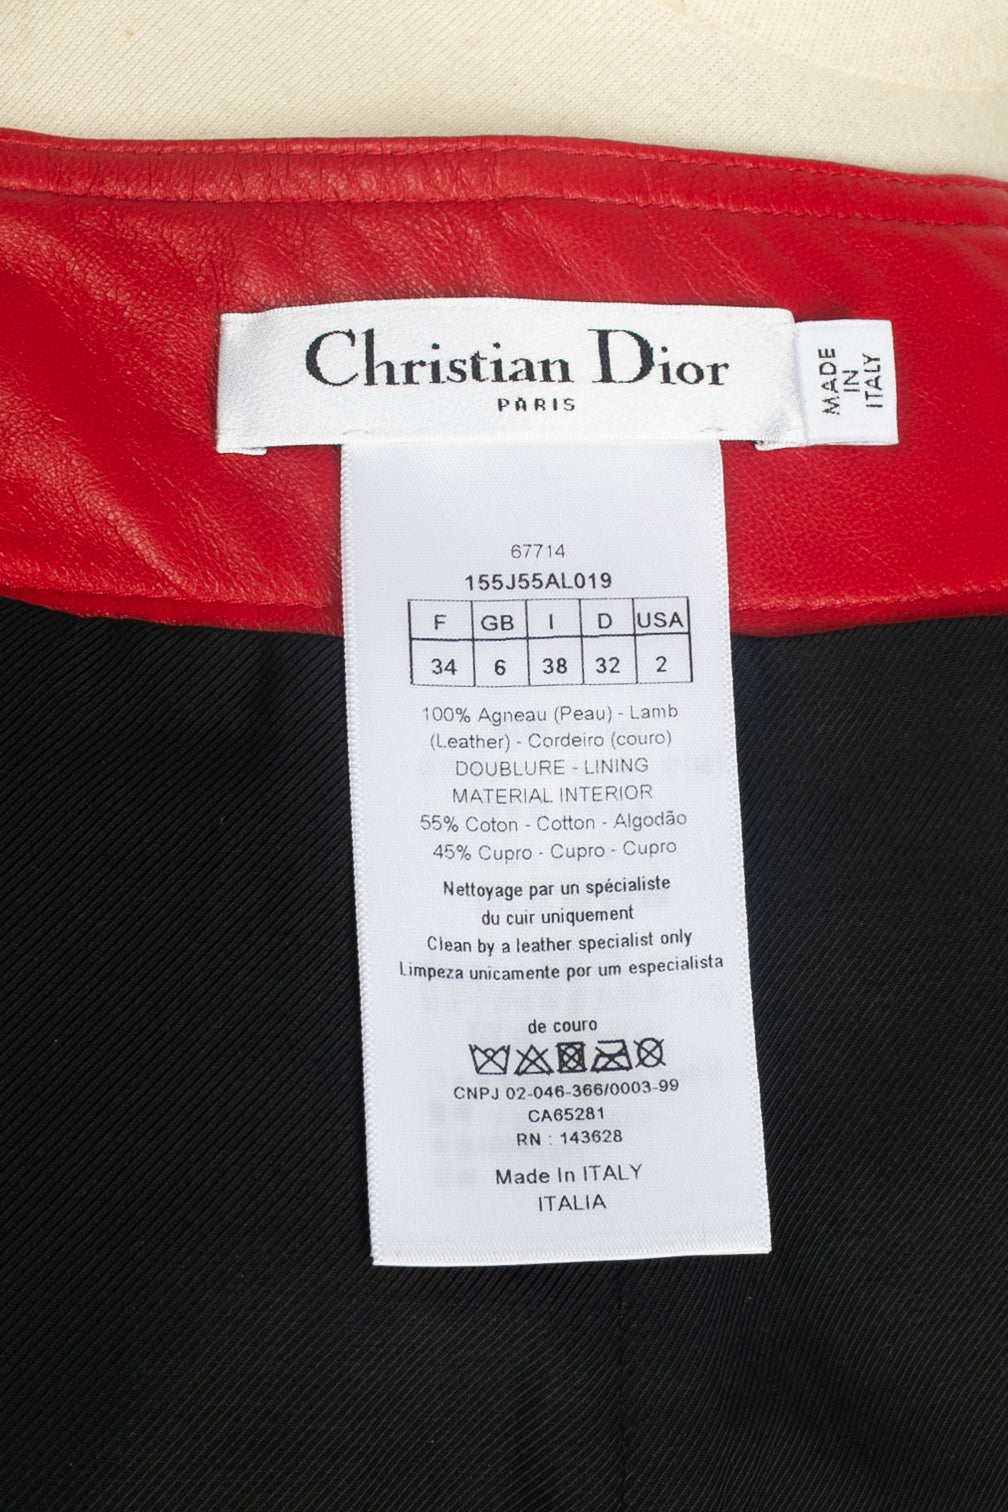 Christian Dior
PARIS
MADE
IN
ITALY
67714
155J55AL019
F GB I D USA
34 6 38 32 2
100% Agneau (Peau) - Lamb
(Leather) - Cordeiro (couro)
DOUBLURE - LINING
MATERIAL INTERIOR
55% Coton - Cotton - Algodão
45% Cupro - Cupro - Cupro
Nettoyage par un spécialiste
du cuir uniquement
Clean by a leather specialist only
Limpeza unicamente por um especialista
de couro
CNPJ 02-046-366/0003-99
CA65281
RN : 143628
Made In ITALY
ITALIA